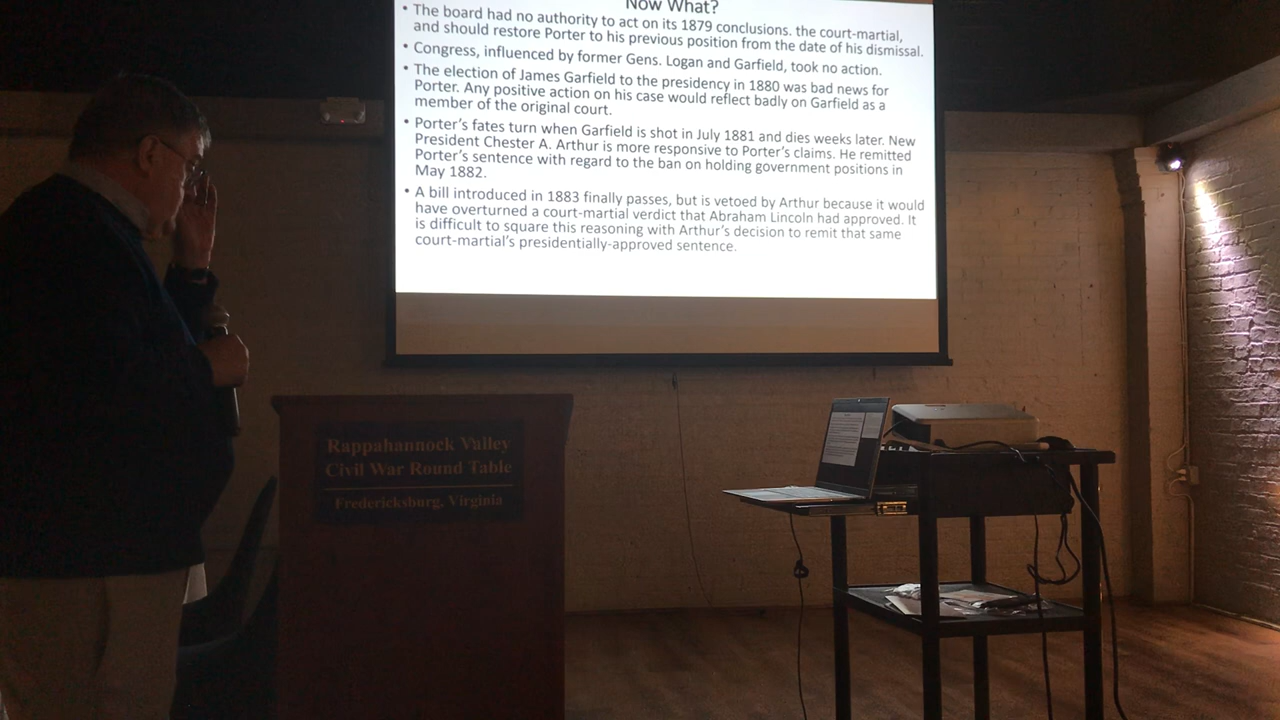 Now What?
• The board had no authority to act on its 1879 conclusions. the court-martial,
and should restore Porter to his previous position from the date of his dismissal.
• Congress, influenced by former Gens. Logan and Garfield, took no action.
• The election of James Garfield to the presidency in 1880 was bad news for
Porter. Any positive action on his case would reflect badly on Garfield as a
member of the original court.
• Porter's fates turn when Garfield is shot in July 1881 and dies weeks later. New
President Chester A. Arthur is more responsive to Porter's claims. He remitted
Porter's sentence with regard to the ban on holding government positions in
May 1882.
• A bill introduced in 1883 finally passes, but is vetoed by Arthur because it would
have overturned a court-martial verdict that Abraham Lincoln had approved. It
is difficult to square this reasoning with Arthur's decision to remit that same
court-martial's presidentially-approved sentence.
Rappahannock Valley
Civil War Round Table
Fredericksburg, Virginia